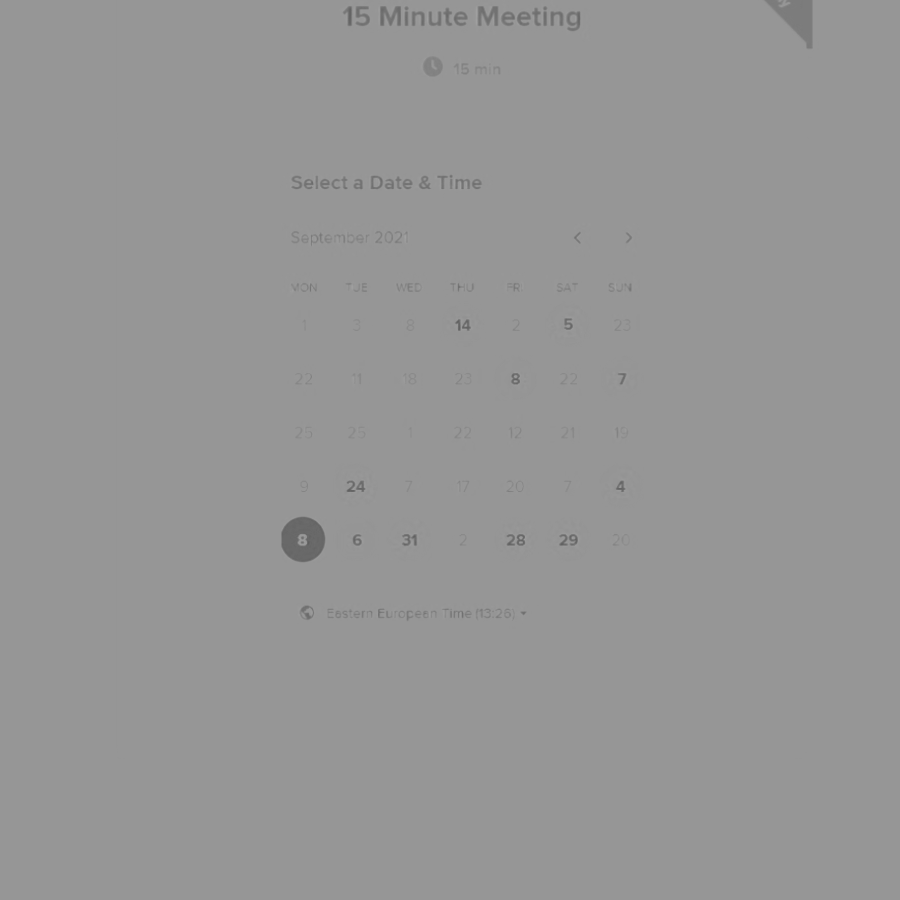 15 Minute Meeting
15 min
Select a Date & Time
September 2021
MON TUE WED THU FR SAT SUN
1 3 8 14 2 5 23
22 11 18 23 8 22 7
25 25 1 22 12 21 19
9 24 7 17 20 7 4
8 6 31 2 28 29 20
Eastern European Time (13:26)